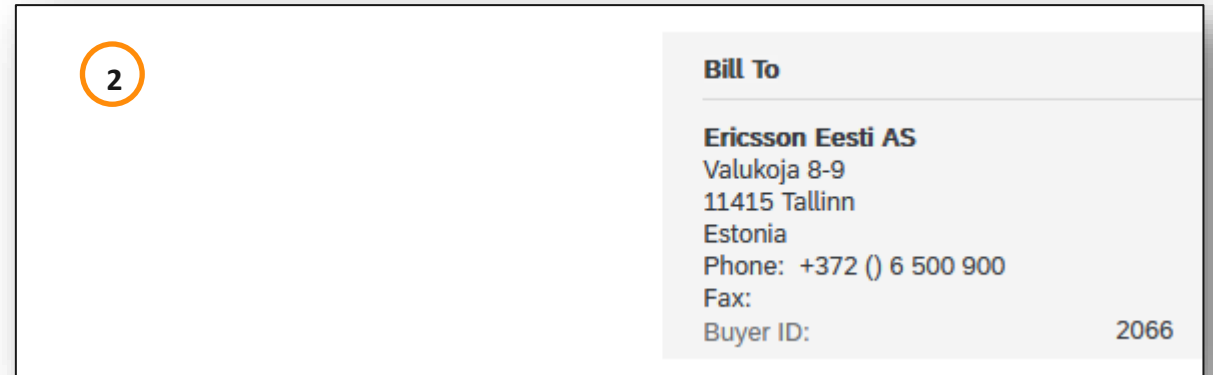 2
Bill To
Ericsson Eesti AS
Valukoja 8-9
11415 Tallinn
Estonia
Phone: +372 () 6 500 900
Fax:
Buyer ID: 2066